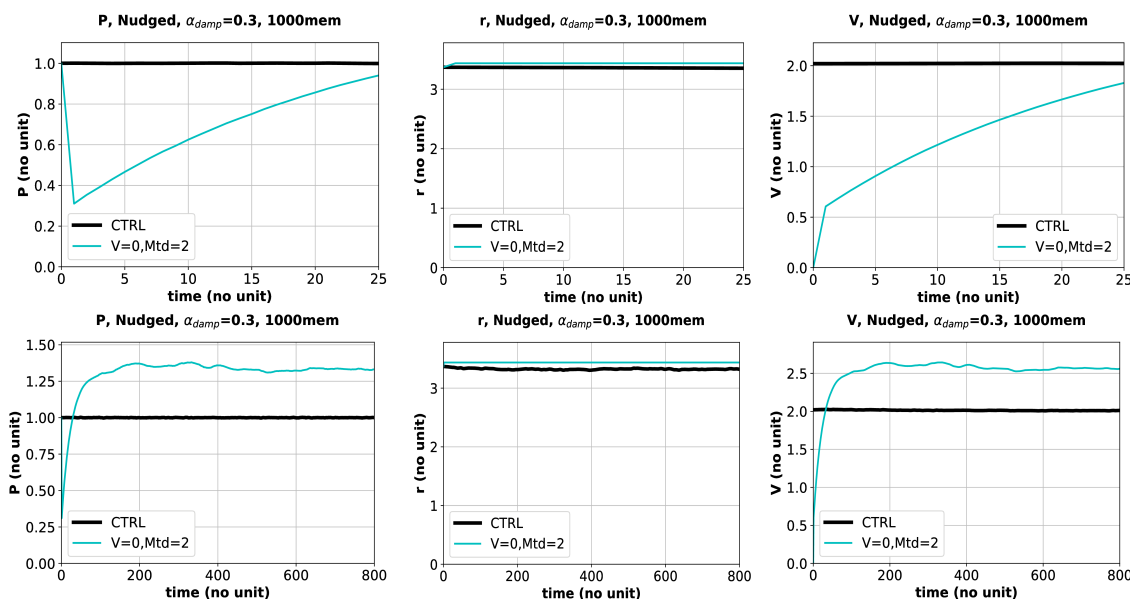 P, Nudged, α_damp=0.3, 1000mem
r, Nudged, α_damp=0.3, 1000mem
V, Nudged, α_damp=0.3, 1000mem
P (no unit)
1.0
0.8
0.6
0.4
0.2
0.0
CTRL
V=0,Mtd=2
0 5 10 15 20 25
time (no unit)
r (no unit)
3
2
1
0
CTRL
V=0,Mtd=2
0 5 10 15 20 25
time (no unit)
V (no unit)
2.0
1.5
1.0
0.5
0.0
CTRL
V=0,Mtd=2
0 5 10 15 20 25
time (no unit)
P, Nudged, α_damp=0.3, 1000mem
r, Nudged, α_damp=0.3, 1000mem
V, Nudged, α_damp=0.3, 1000mem
P (no unit)
1.50
1.25
1.00
0.75
0.50
0.25
0.00
CTRL
V=0,Mtd=2
0 200 400 600 800
time (no unit)
r (no unit)
3
2
1
0
CTRL
V=0,Mtd=2
0 200 400 600 800
time (no unit)
V (no unit)
2.5
2.0
1.5
1.0
0.5
0.0
CTRL
V=0,Mtd=2
0 200 400 600 800
time (no unit)